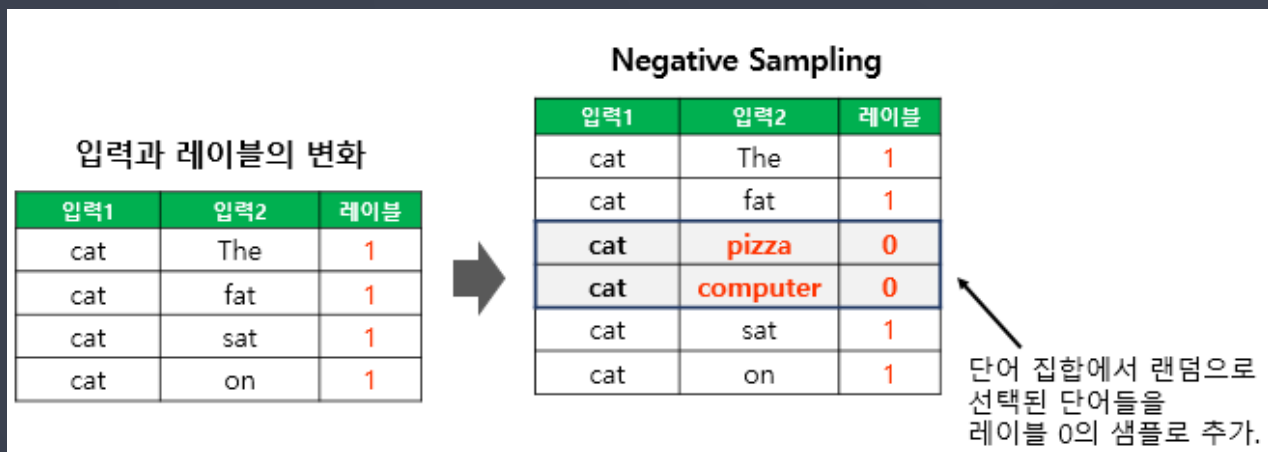 Negative Sampling
입력과 레이블의 변화
입력1 입력2 레이블
cat The 1
cat fat 1
cat sat 1
cat on 1
입력1 입력2 레이블
cat The 1
cat fat 1
cat pizza 0
cat computer 0
cat sat 1
cat on 1
단어 집합에서 랜덤으로
선택된 단어들을
레이블 0의 샘플로 추가.